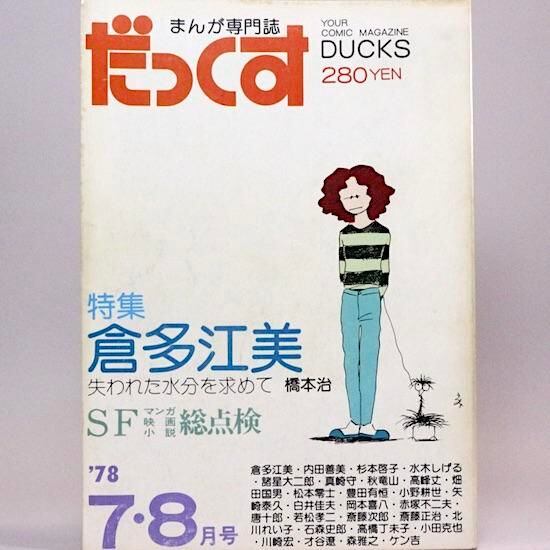 まんが専門誌
だっくす
YOUR
COMIC MAGAZINE
DUCKS
280YEN
特集
倉多江美
失われた水分を求めて 橋本治
SFマンガ映画小説総点検
'78
7・8月号
倉多江美・内田善美・杉本啓子・水木しげる
・諸星大二郎・真崎守・秋竜山・高峰丈・畑
田国男・松本零士・豊田有恒・小野耕世・矢
崎泰久・白井佳夫・岡本喜八・赤塚不二夫・
唐十郎・若松孝二・斎藤次郎・斎藤正治・北
川れい子・石森史郎・高橋丁未子・小田克也
・川崎宏・才谷遼・森雅之・ケン吉